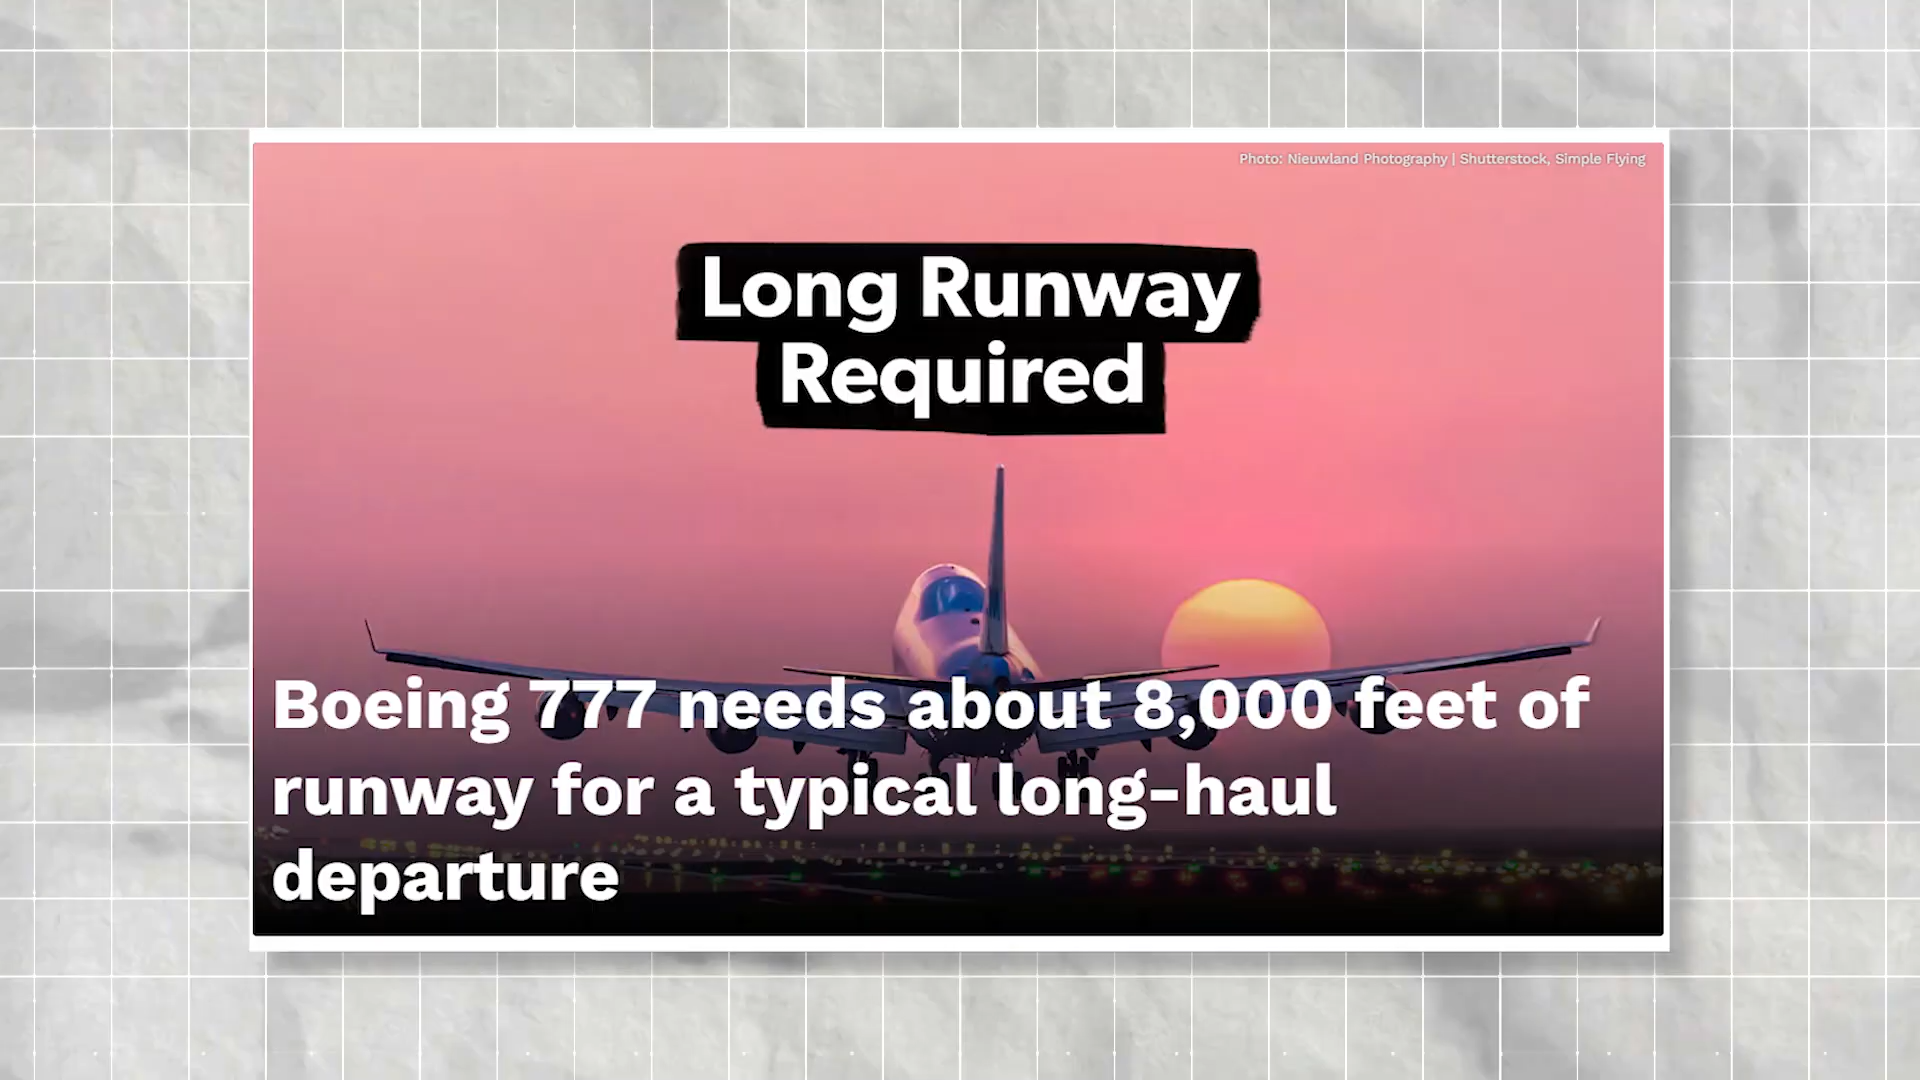 Photo: Nieuwland Photography | Shutterstock, Simple Flying
Long Runway
Required
Boeing 777 needs about 8,000 feet of
runway for a typical long-haul
departure